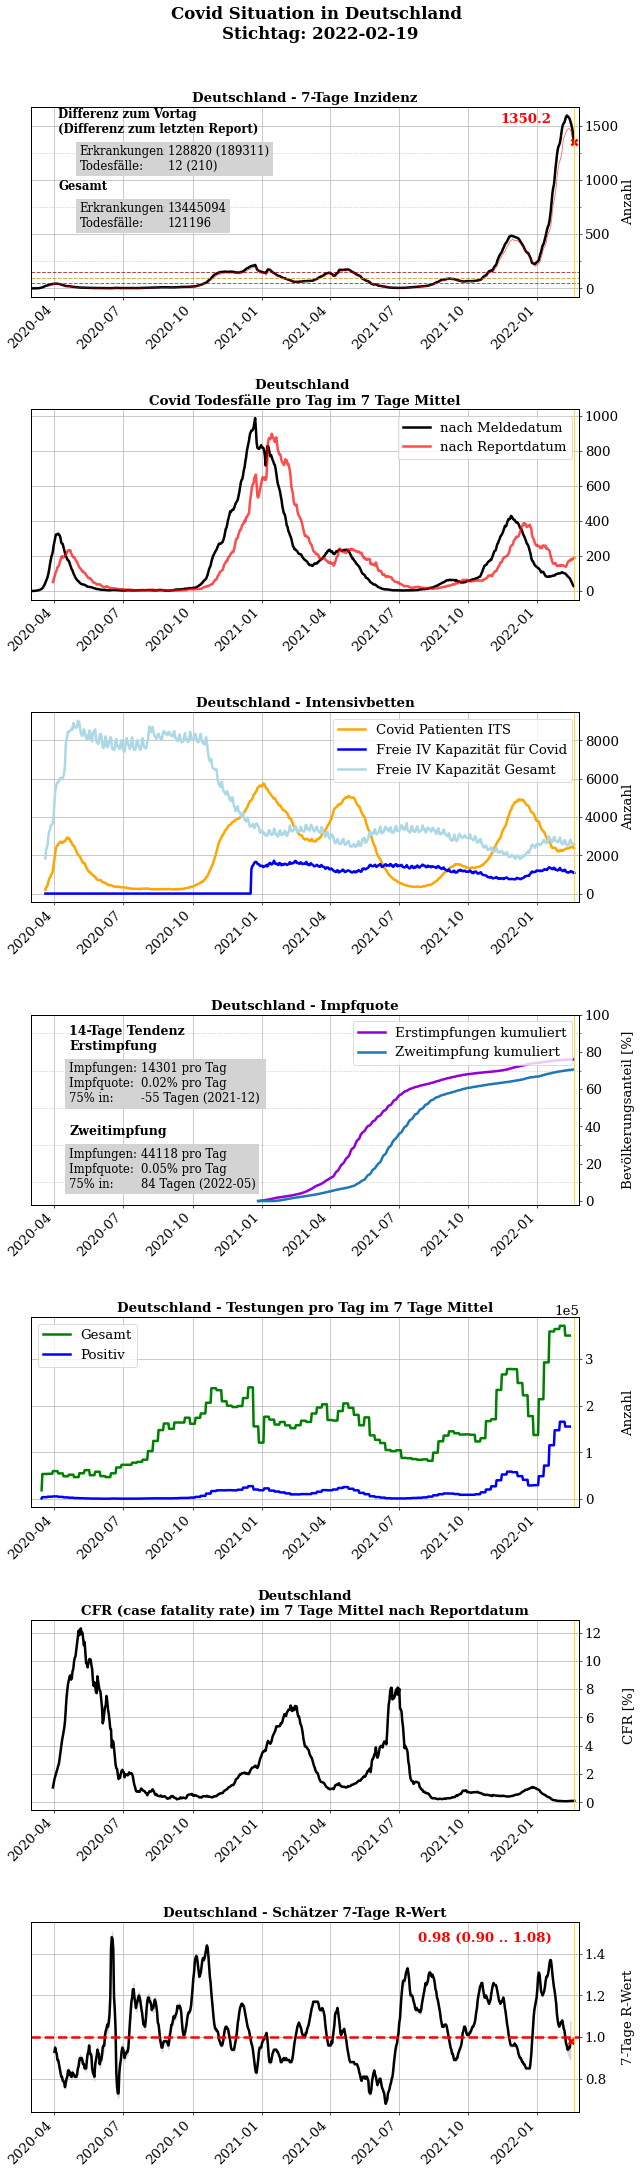 Covid Situation in Deutschland
Stichtag: 2022-02-19
Deutschland - 7-Tage Inzidenz
Differenz zum Vortag
(Differenz zum letzten Report)
Erkrankungen 128820 (189311)
Todesfälle: 12 (210)
Gesamt
Erkrankungen 13445094
Todesfälle: 121196
1350.2
1500
1000
500
0
Anzahl
2020-04
2020-07
2020-10
2021-01
2021-04
2021-07
2021-10
2022-01
Deutschland
Covid Todesfälle pro Tag im 7 Tage Mittel
nach Meldedatum
nach Reportdatum
1000
800
600
400
200
0
2020-04
2020-07
2020-10
2021-01
2021-04
2021-07
2021-10
2022-01
Deutschland - Intensivbetten
Covid Patienten ITS
Freie IV Kapazität für Covid
Freie IV Kapazität Gesamt
8000
6000
4000
2000
0
Anzahl
2020-04
2020-07
2020-10
2021-01
2021-04
2021-07
2021-10
2022-01
Deutschland - Impfquote
14-Tage Tendenz
Erstimpfung
Impfungen: 14301 pro Tag
Impfquote: 0.02% pro Tag
75% in: -55 Tagen (2021-12)
Zweitimpfung
Impfungen: 44118 pro Tag
Impfquote: 0.05% pro Tag
75% in: 84 Tagen (2022-05)
Erstimpfungen kumuliert
Zweitimpfung kumuliert
100
80
60
40
20
0
Bevölkerungsanteil [%]
2020-04
2020-07
2020-10
2021-01
2021-04
2021-07
2021-10
2022-01
Deutschland - Testungen pro Tag im 7 Tage Mittel
1e5
Gesamt
Positiv
3
2
1
0
Anzahl
2020-04
2020-07
2020-10
2021-01
2021-04
2021-07
2021-10
2022-01
Deutschland
CFR (case fatality rate) im 7 Tage Mittel nach Reportdatum
12
10
8
6
4
2
0
CFR [%]
2020-04
2020-07
2020-10
2021-01
2021-04
2021-07
2021-10
2022-01
Deutschland - Schätzer 7-Tage R-Wert
0.98 (0.90 .. 1.08)
1.4
1.2
1.0
0.8
7-Tage R-Wert
2020-04
2020-07
2020-10
2021-01
2021-04
2021-07
2021-10
2022-01